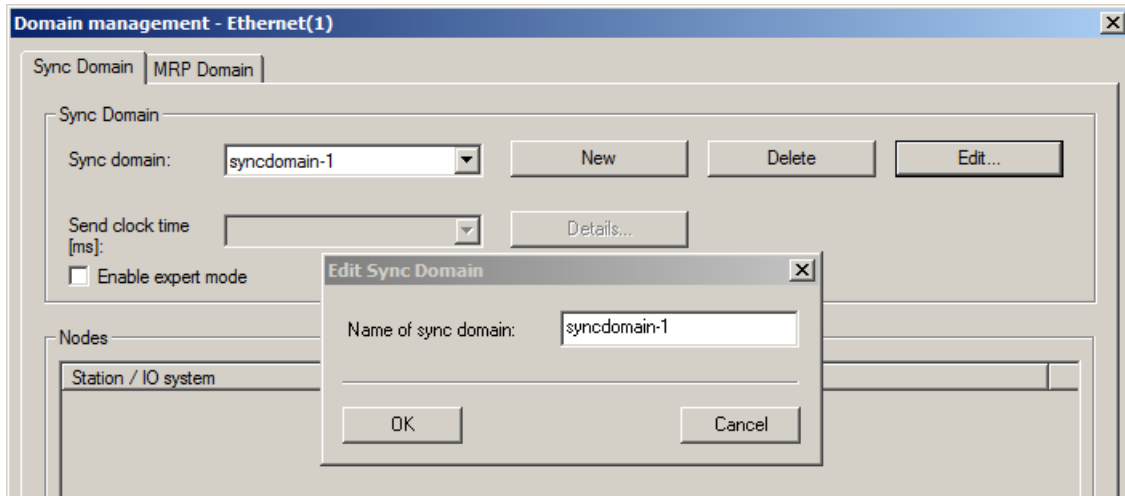 Domain management - Ethernet(1)
Sync Domain
MRP Domain
Sync Domain
Sync domain:
syncdomain-1
New
Delete
Edit...
Send clock time
[ms]:
Details...
Enable expert mode
Edit Sync Domain
Name of sync domain:
syncdomain-1
OK
Cancel
Nodes
Station / IO system